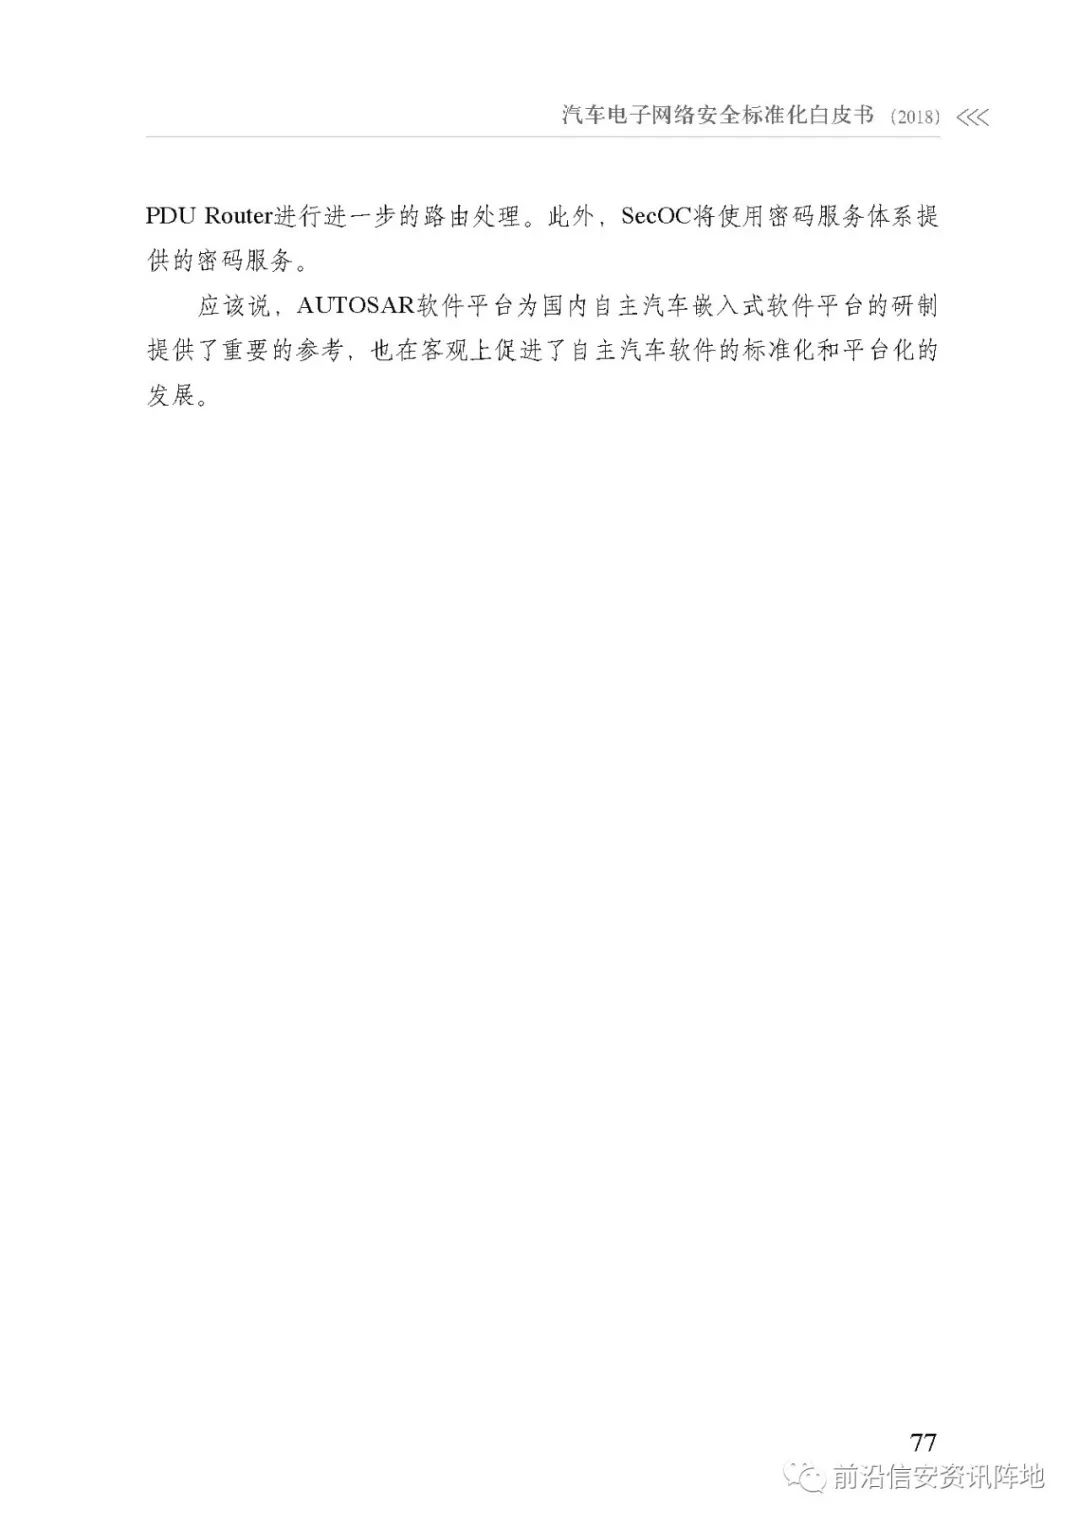 汽车电子网络安全标准化白皮书 (2018)
PDU Router进行进一步的路由处理。此外，SecOC将使用密码服务体系提
供的密码服务。
应该说，AUTOSAR软件平台为国内自主汽车嵌入式软件平台的研制
提供了重要的参考，也在客观上促进了自主汽车软件的标准化和平台化的
发展。
77
前沿信安资讯阵地